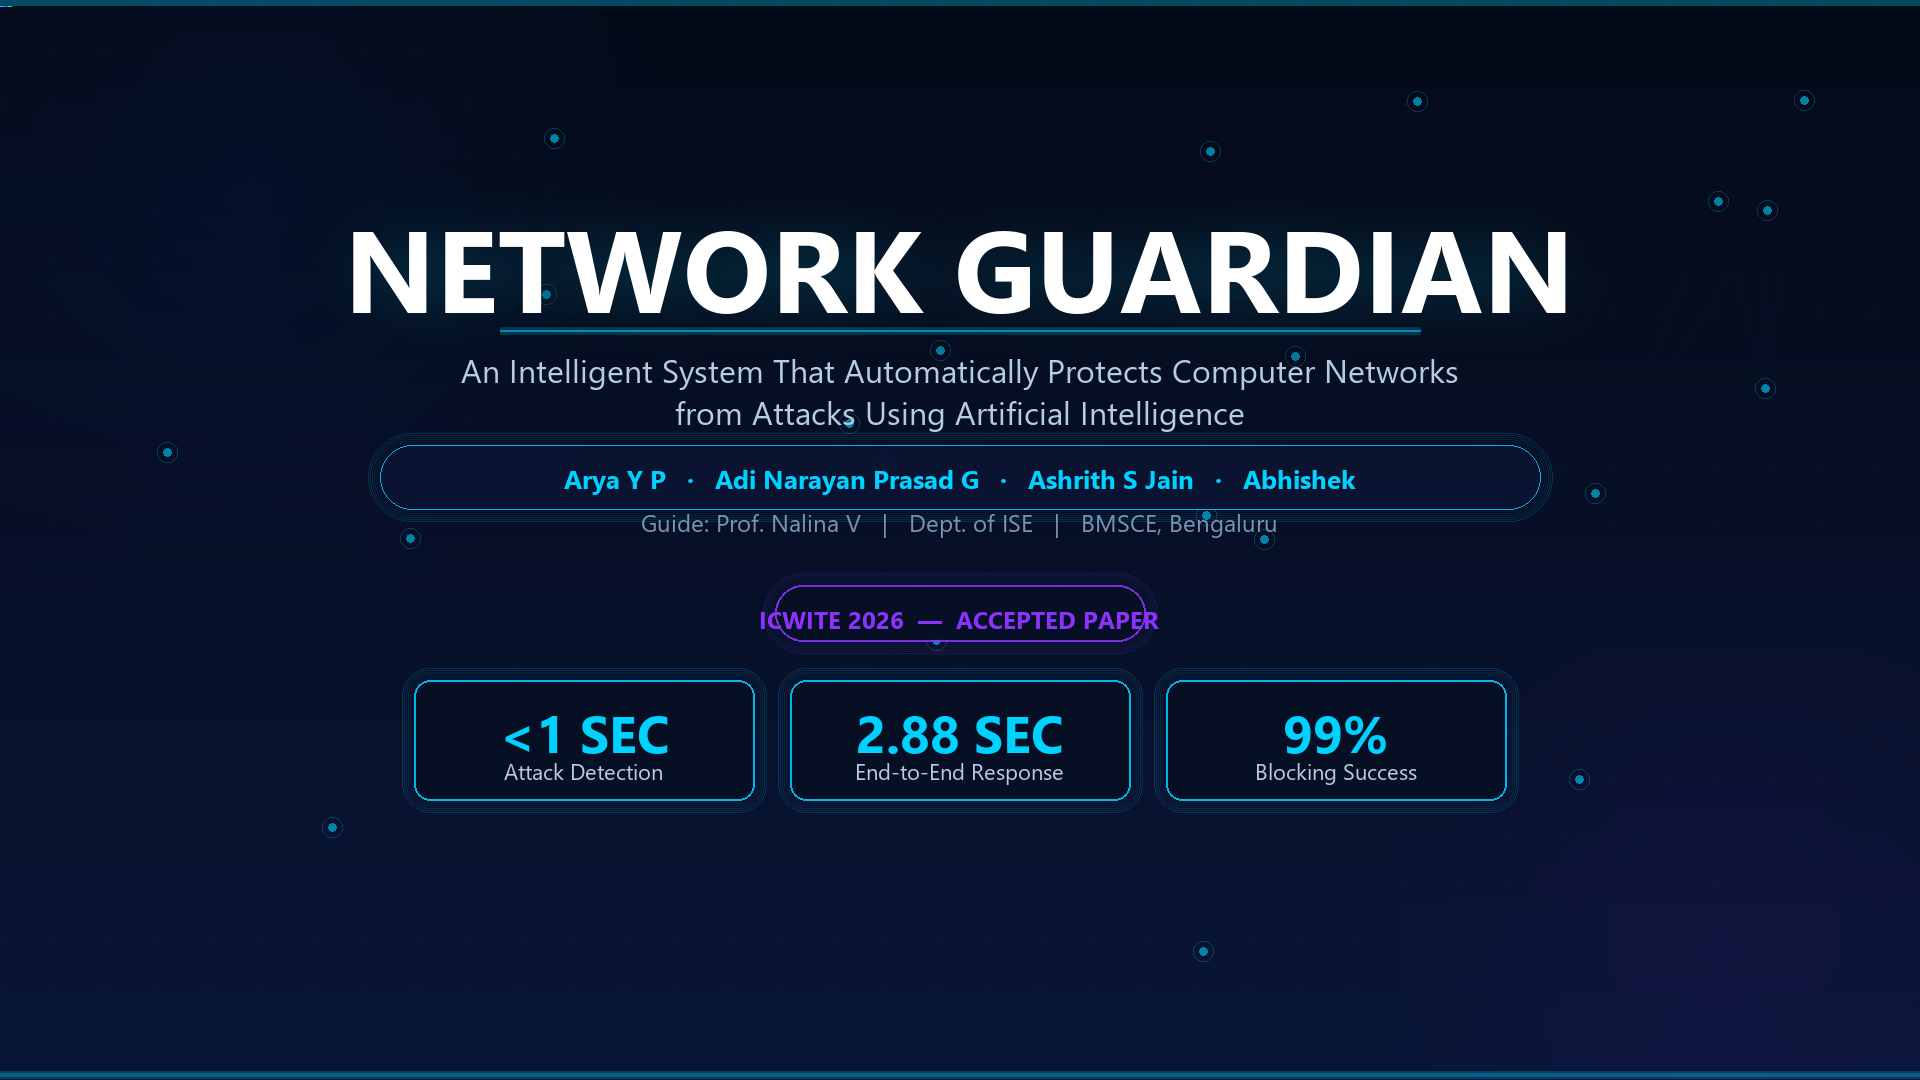 NETWORK GUARDIAN
An Intelligent System That Automatically Protects Computer Networks
from Attacks Using Artificial Intelligence
Arya Y P · Adi Narayan Prasad G · Ashrith S Jain · Abhishek
Guide: Prof. Nalina V | Dept. of ISE | BMSCE, Bengaluru
ICWITE 2026 — ACCEPTED PAPER
<1 SEC
Attack Detection
2.88 SEC
End-to-End Response
99%
Blocking Success